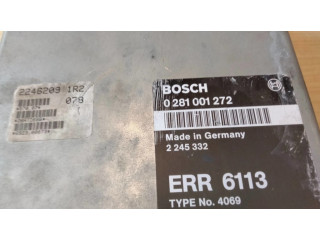 2246209 1R2
079
BOSCH
0 281 001 272
Made in Germany
2 245 332
ERR 6113
TYPE No. 4069